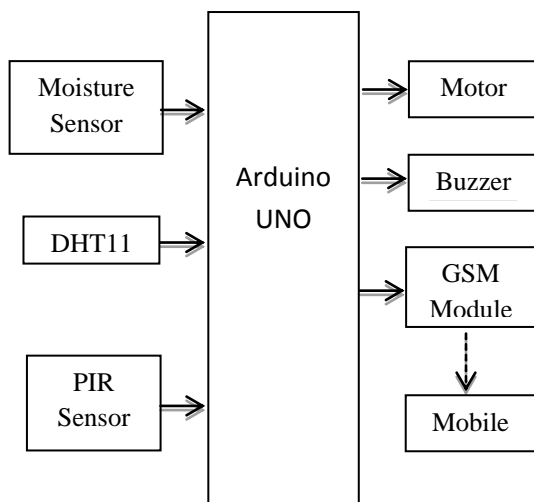 Moisture
Sensor
DHT11
PIR
Sensor
Arduino
UNO
Motor
Buzzer
GSM
Module
Mobile